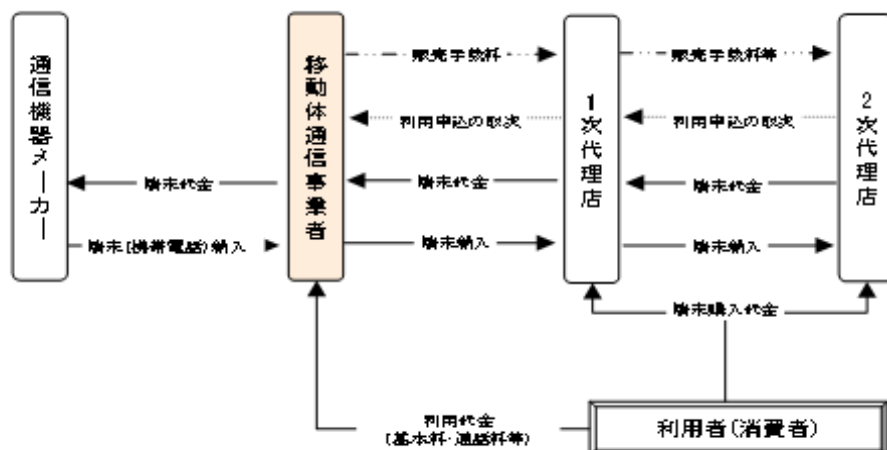 通信機器メーカー
移動体通信事業者
1次代理店
2次代理店
販売手数料
販売手数料等
利用申込の取次
利用申込の取次
端末代金
端末代金
端末代金
端末(携帯電話)納入
端末納入
端末納入
端末購入代金
利用代金
(基本料・通話料等)
利用者(消費者)